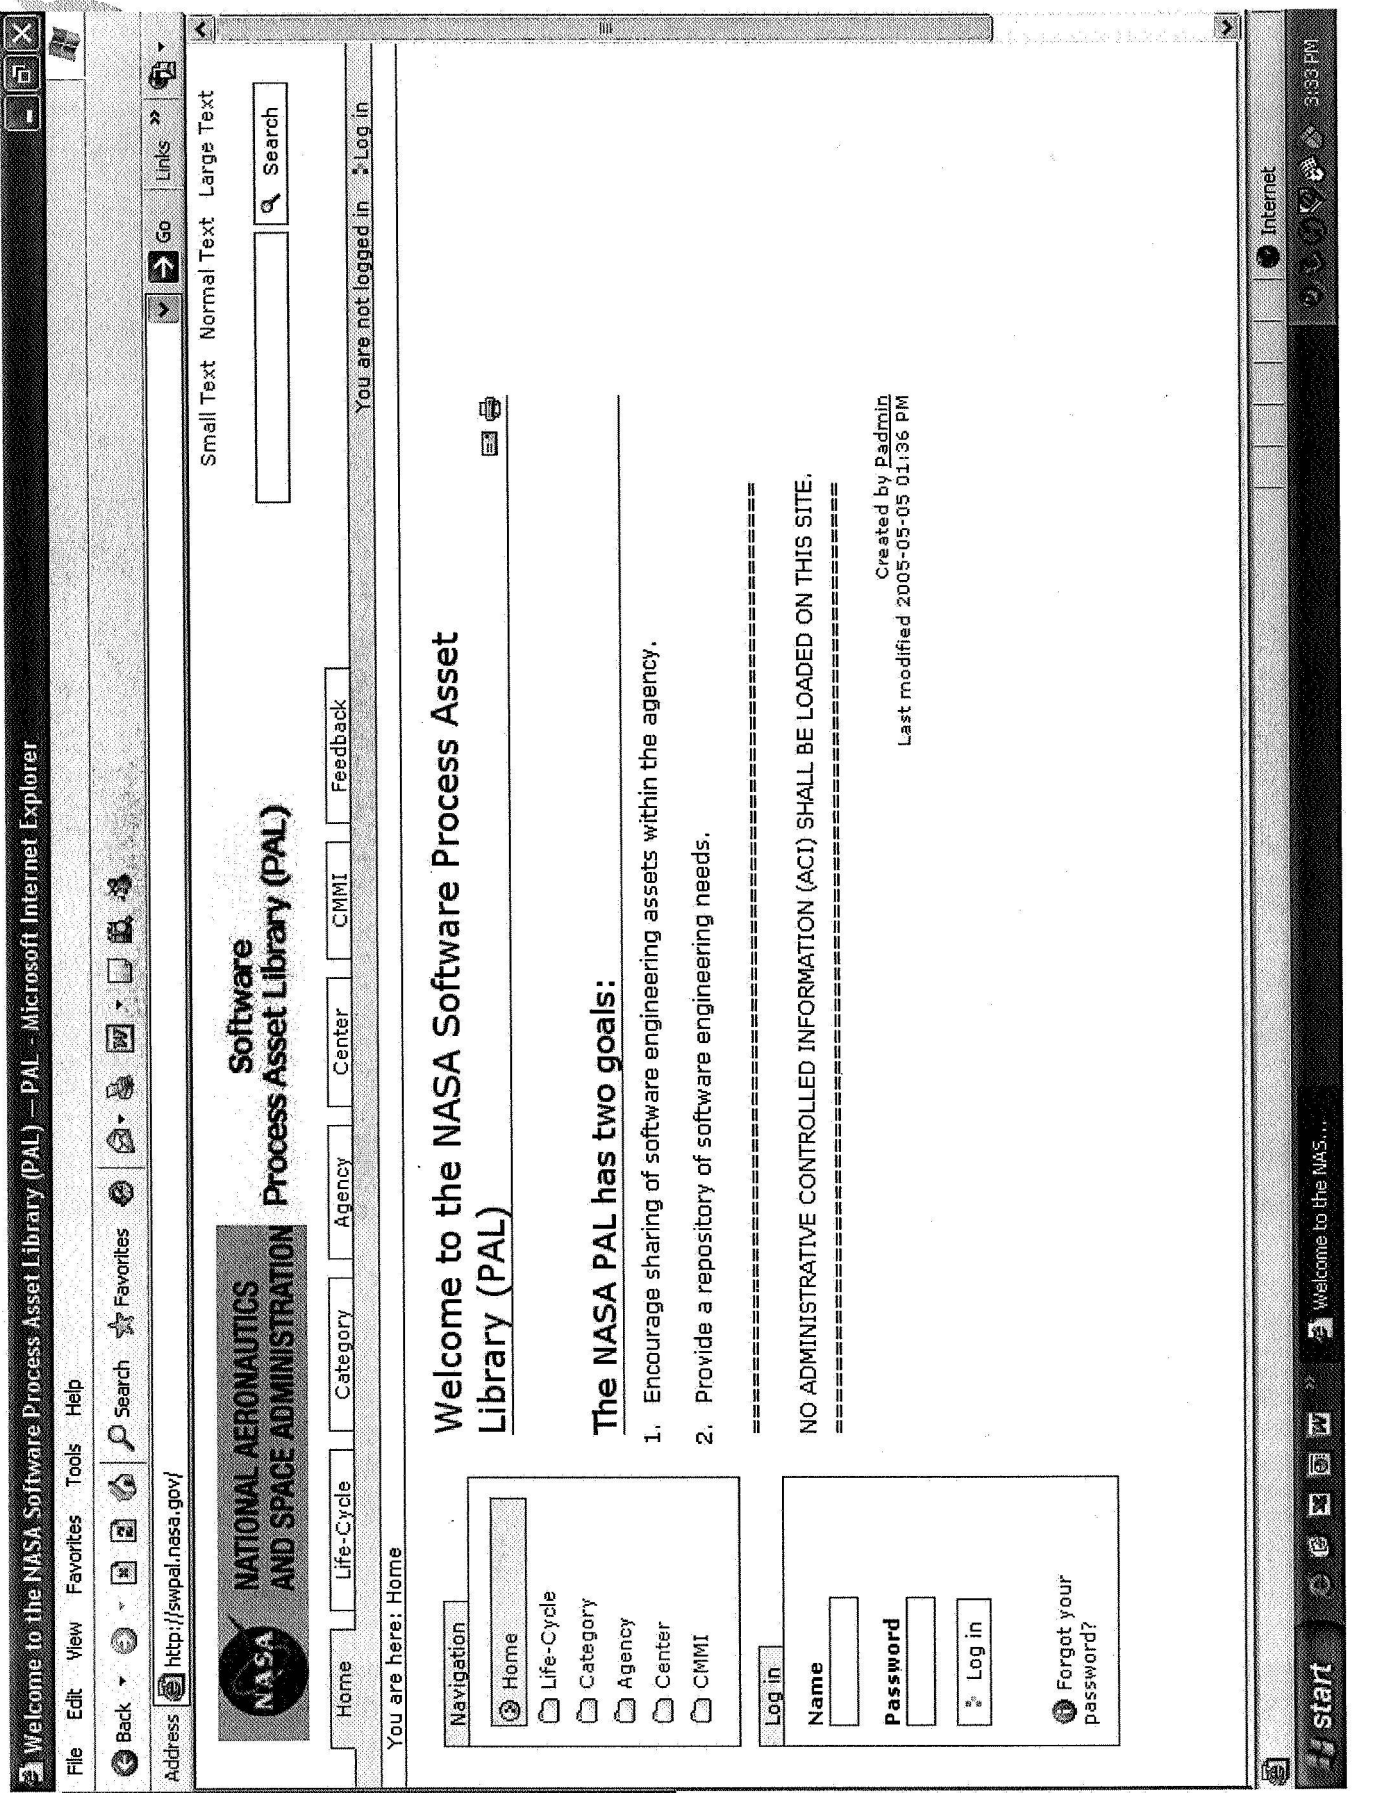 Welcome to the NASA Software Process Asset Library (PAL) — PAL - Microsoft Internet Explorer
File Edit View Favorites Tools Help
Back Search Favorites
Address http://swpal.nasa.gov/ Go Links »
Small Text Normal Text Large Text
NASA
NATIONAL AERONAUTICS
AND SPACE ADMINISTRATION
Software
Process Asset Library (PAL)
Search
Home Life-Cycle Category Agency Center CMMI Feedback
You are not logged in Log in
You are here: Home
Navigation
Home
Life-Cycle
Category
Agency
Center
CMMI
Log in
Name
Password
Log in
Forgot your
password?
Welcome to the NASA Software Process Asset
Library (PAL)
The NASA PAL has two goals:
1. Encourage sharing of software engineering assets within the agency.
2. Provide a repository of software engineering needs.
NO ADMINISTRATIVE CONTROLLED INFORMATION (ACI) SHALL BE LOADED ON THIS SITE.
Created by Padmin
Last modified 2005-05-05 01:36 PM
Internet
start » Welcome to the NAS... 3:33 PM